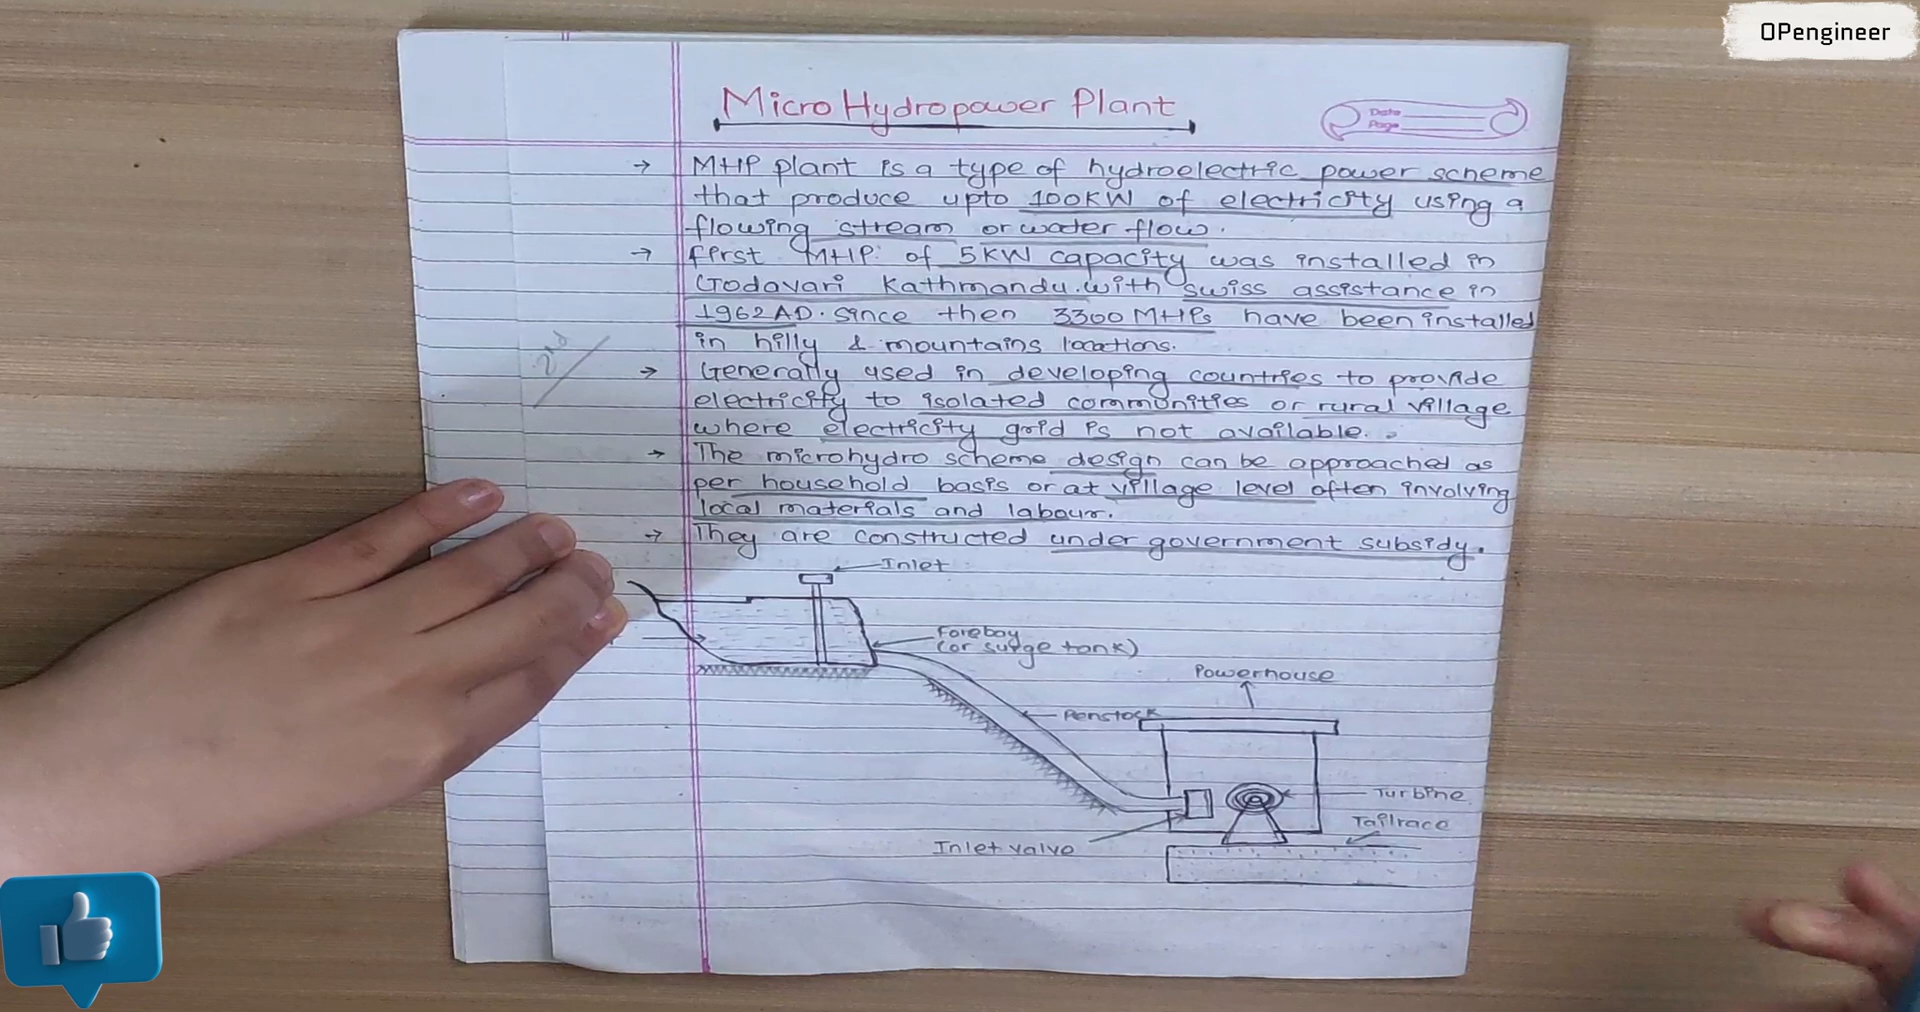 OPengineer
Micro Hydropower Plant
Date
Page
→ MHP plant is a type of hydroelectric power scheme
that produce upto 100KW of electricity using a
flowing stream or water flow.
→ first MHP of 5KW capacity was installed in
Godavari Kathmandu with swiss assistance in
1962 AD. Since then 3300 MHPs have been installed
in hilly & mountains locations.
2nd
→ Generally used in developing countries to provide
electricity to isolated communities or rural village
where electricity grid is not available.
→ The microhydro scheme design can be approached as
per household basis or at village level often involving
local materials and labour.
→ They are constructed under government subsidy.
Inlet
Forebay
(or surge tank)
Powerhouse
Penstock
Turbine
Tailrace
Inlet valve